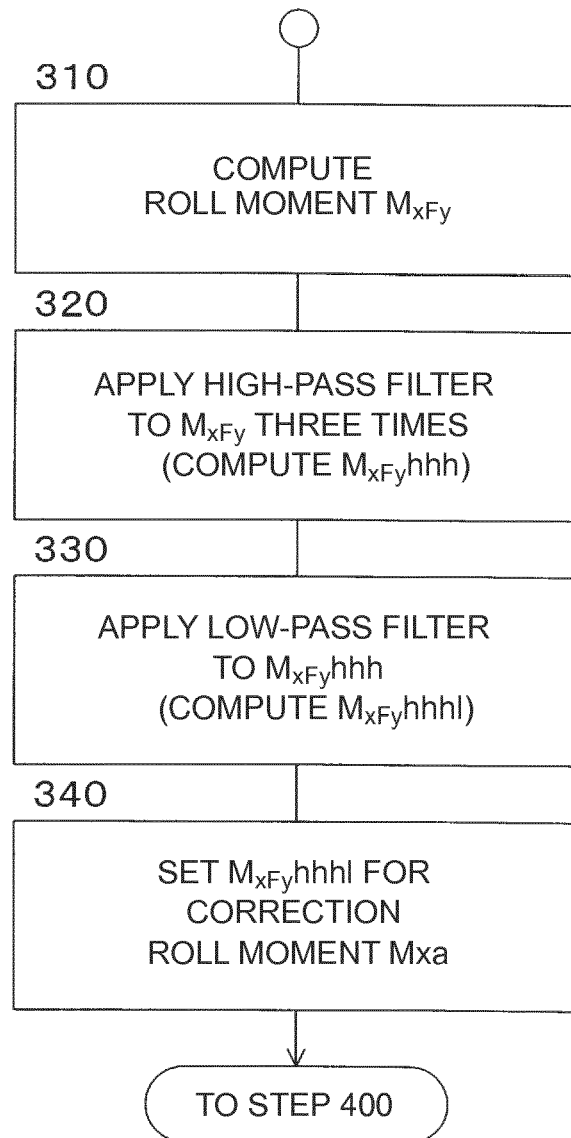 310
COMPUTE
ROLL MOMENT MxFy
320
APPLY HIGH-PASS FILTER
TO MxFy THREE TIMES
(COMPUTE MxFyhhh)
330
APPLY LOW-PASS FILTER
TO MxFyhhh
(COMPUTE MxFyhhhl)
340
SET MxFyhhhl FOR
CORRECTION
ROLL MOMENT Mxa
TO STEP 400